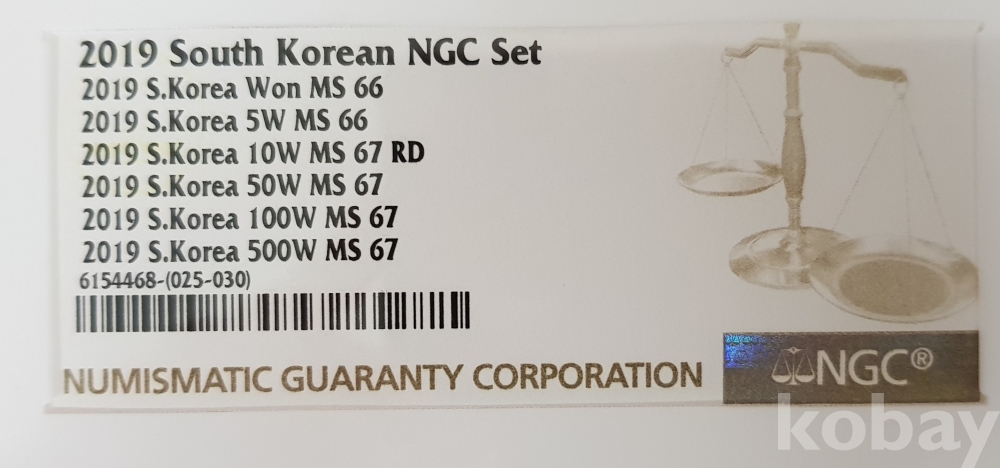 2019 South Korean NGC Set
2019 S.Korea Won MS 66
2019 S.Korea 5W MS 66
2019 S.Korea 10W MS 67 RD
2019 S.Korea 50W MS 67
2019 S.Korea 100W MS 67
2019 S.Korea 500W MS 67
6154468-(025-030)
NUMISMATIC GUARANTY CORPORATION
NGC®
kobay